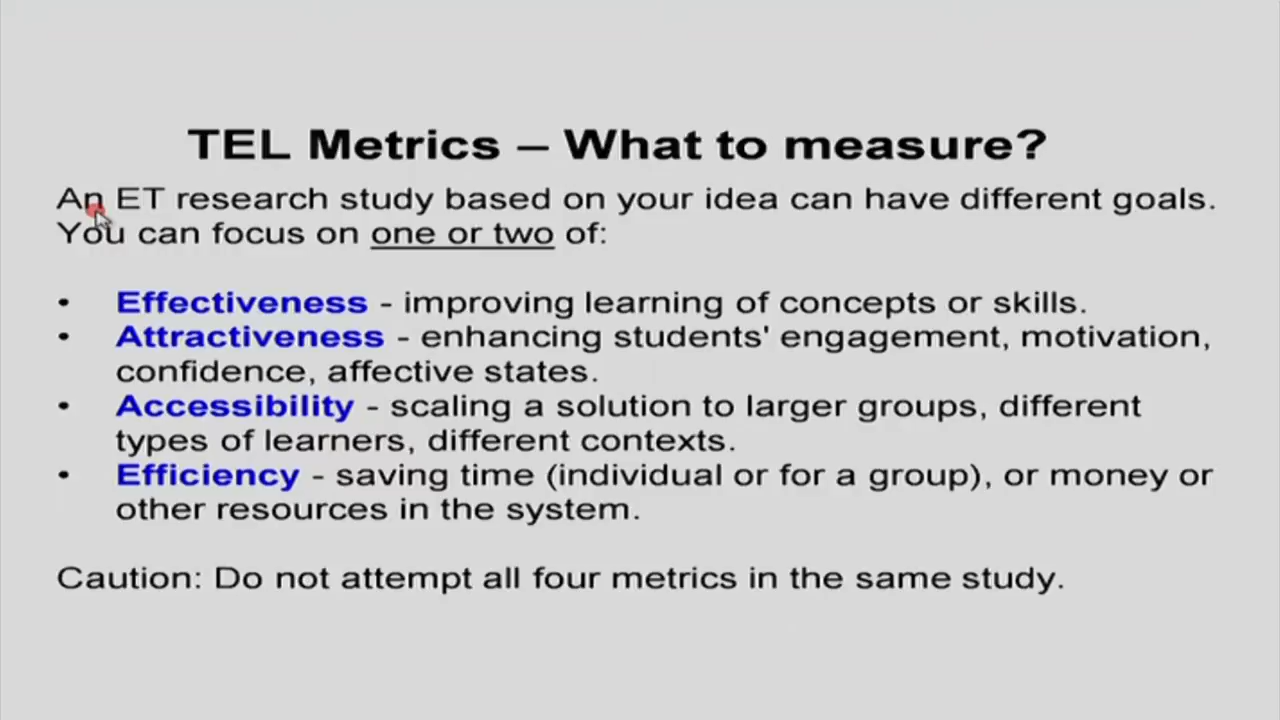 TEL Metrics – What to measure?
An ET research study based on your idea can have different goals.
You can focus on one or two of:
• Effectiveness - improving learning of concepts or skills.
• Attractiveness - enhancing students' engagement, motivation,
confidence, affective states.
• Accessibility - scaling a solution to larger groups, different
types of learners, different contexts.
• Efficiency - saving time (individual or for a group), or money or
other resources in the system.
Caution: Do not attempt all four metrics in the same study.